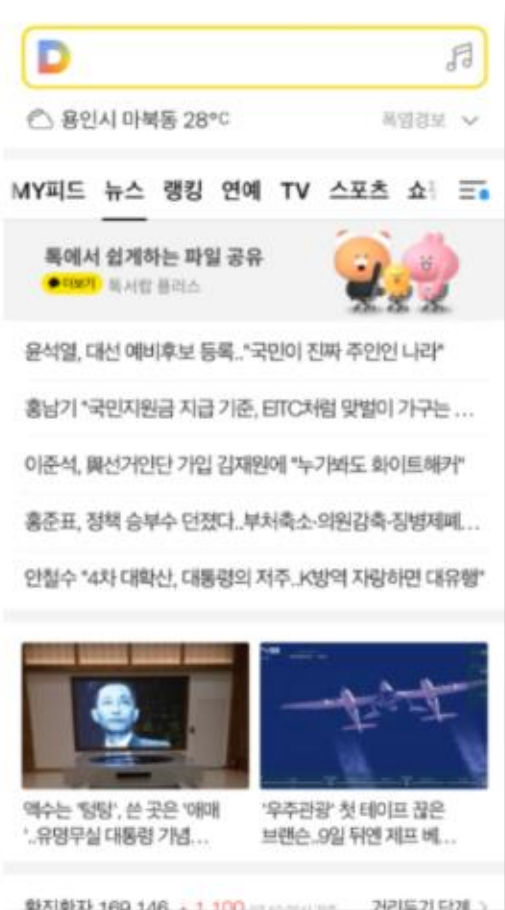 용인시 마북동 28°C 폭염경보
MY피드 뉴스 랭킹 연예 TV 스포츠
톡에서 쉽게하는 파일 공유
더보기 톡서랍 플러스
윤석열, 대선 예비후보 등록.."국민이 진짜 주인인 나라"
홍남기 "국민지원금 지급 기준, EITC처럼 맞벌이 가구는 ...
이준석, 與선거인단 가입 김재원에 "누가봐도 화이트해커"
홍준표, 정책 승부수 던졌다..부처축소·의원감축·징병제폐...
안철수 "4차 대확산, 대통령의 저주..K방역 자랑하면 대유행"
액수는 '텅텅', 쓴 곳은 '애매
'..유명무실 대통령 기념...
'우주관광' 첫 테이프 끊은
브랜슨..9일 뒤엔 제프 베...
확진환자 169,146 1,100 거리두기 단계